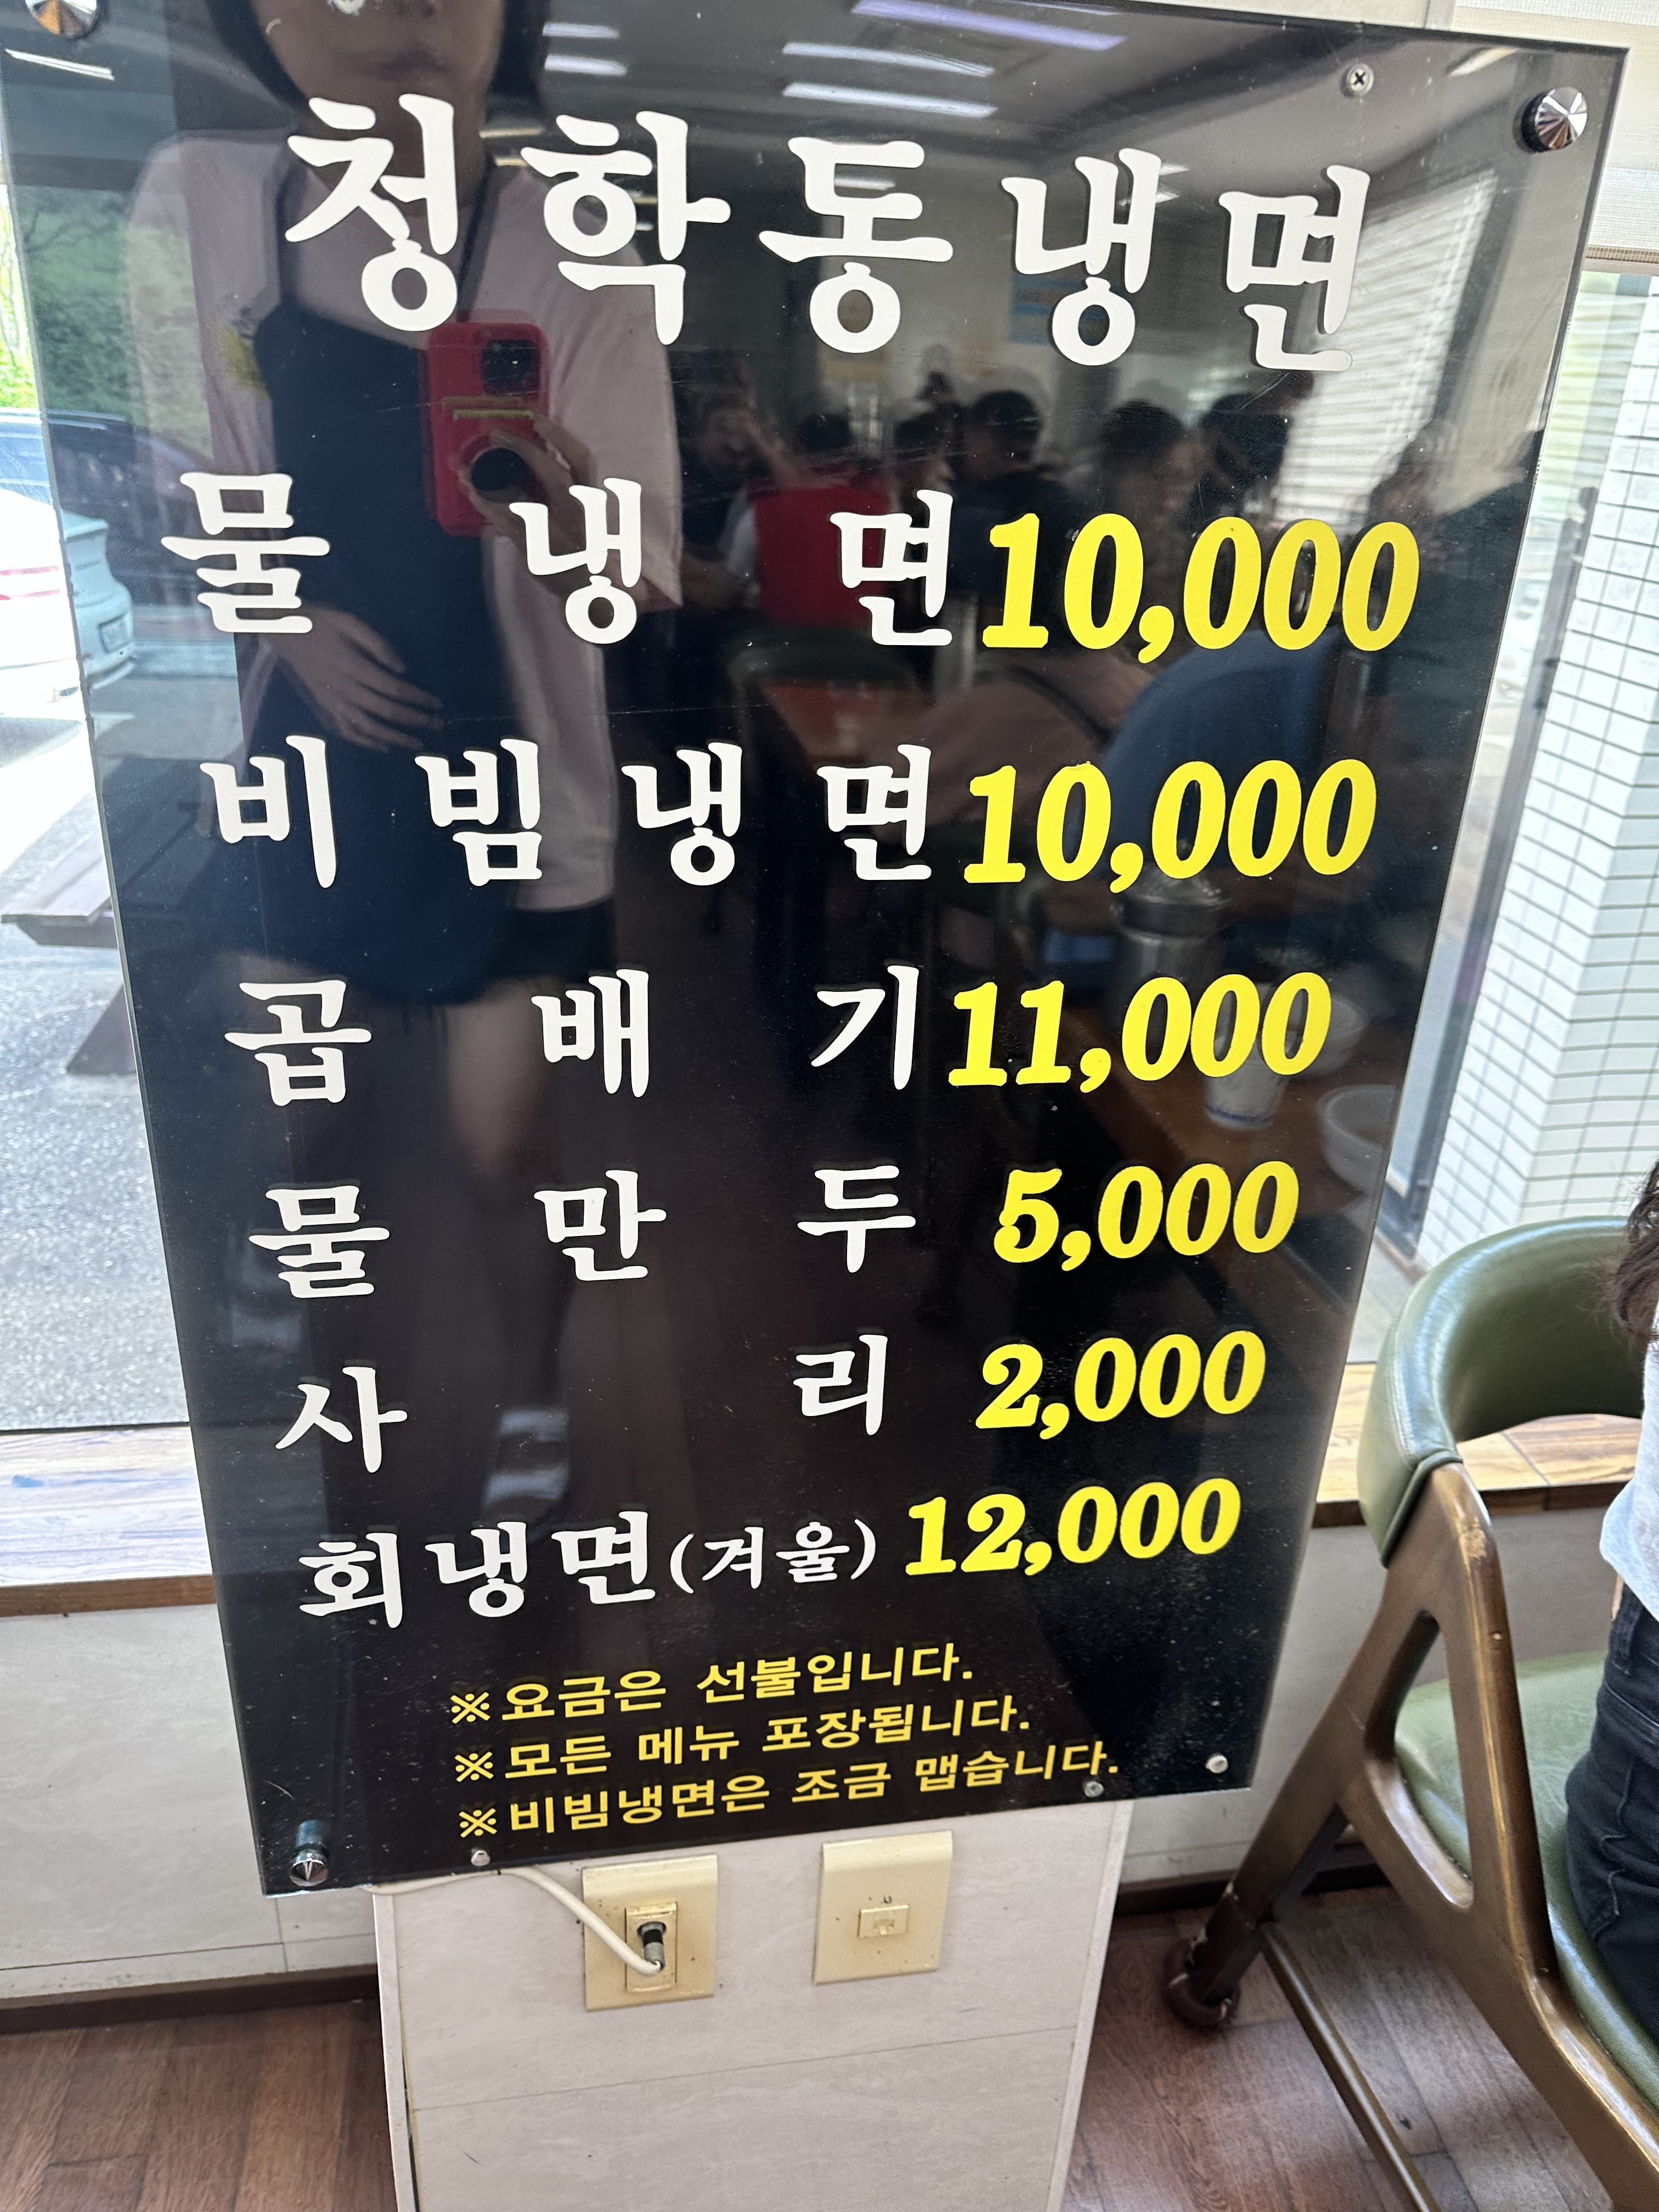 청학동냉면
물냉면 10,000
비빔냉면 10,000
곱배기 11,000
물만두 5,000
사리 2,000
회냉면(겨울) 12,000
※요금은 선불입니다.
※모든 메뉴 포장됩니다.
※비빔냉면은 조금 맵습니다.